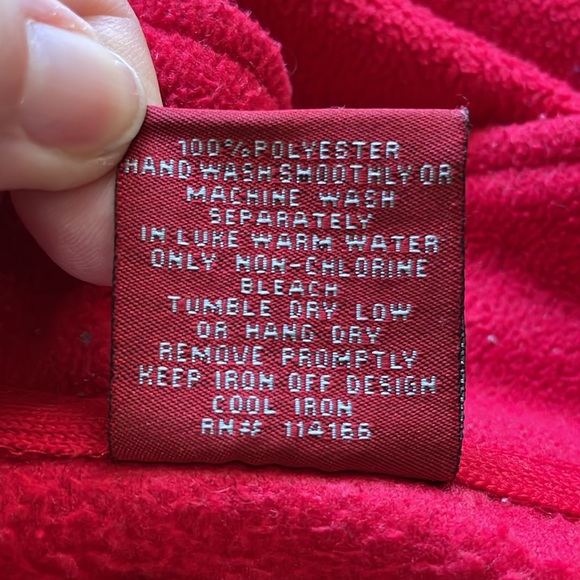 100% POLYESTER
HAND WASH SMOOTHLY OR
MACHINE WASH
SEPARATELY
IN LUKE WARM WATER
ONLY NON-CHLORINE
BLEACH
TUMBLE DRY LOW
OR HANG DRY
REMOVE PROMPTLY
KEEP IRON OFF DESIGN
COOL IRON
RN# 114166